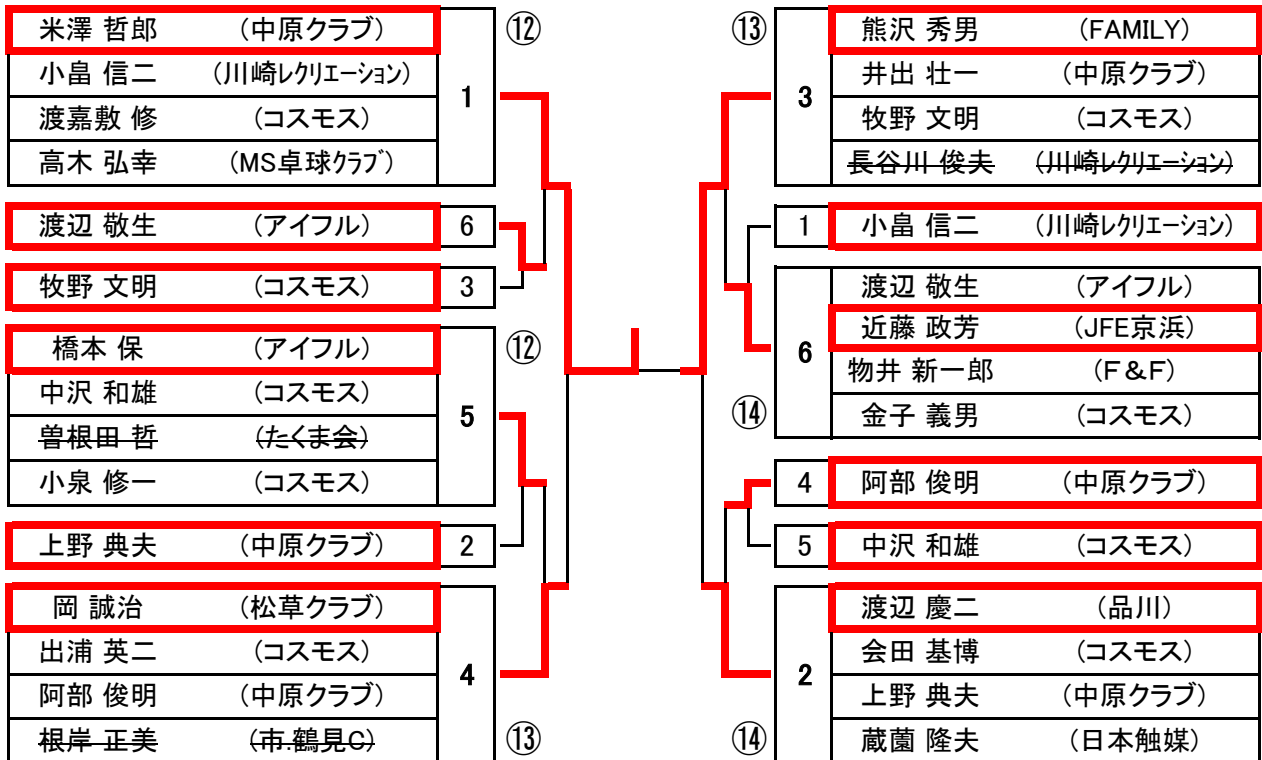 米澤 哲郎 (中原クラブ) ⑫
小畠 信二 (川崎レクリエーション)
1
渡嘉敷 修 (コスモス)
高木 弘幸 (MS卓球クラブ)
渡辺 敬生 (アイフル) 6
牧野 文明 (コスモス) 3
橋本 保 (アイフル) ⑫
中沢 和雄 (コスモス)
5
曽根田 哲 (たくま会)
小泉 修一 (コスモス)
上野 典夫 (中原クラブ) 2
岡 誠治 (松草クラブ)
出浦 英二 (コスモス)
4
阿部 俊明 (中原クラブ)
根岸 正美 (市.鶴見C) ⑬
⑬ 熊沢 秀男 (FAMILY)
井出 壮一 (中原クラブ)
3
牧野 文明 (コスモス)
長谷川 俊夫 (川崎レクリエーション)
1 小畠 信二 (川崎レクリエーション)
渡辺 敬生 (アイフル)
近藤 政芳 (JFE京浜)
6
物井 新一郎 (F&F)
⑭ 金子 義男 (コスモス)
4 阿部 俊明 (中原クラブ)
5 中沢 和雄 (コスモス)
渡辺 慶二 (品川)
会田 基博 (コスモス)
2
上野 典夫 (中原クラブ)
⑭ 蔵薗 隆夫 (日本触媒)